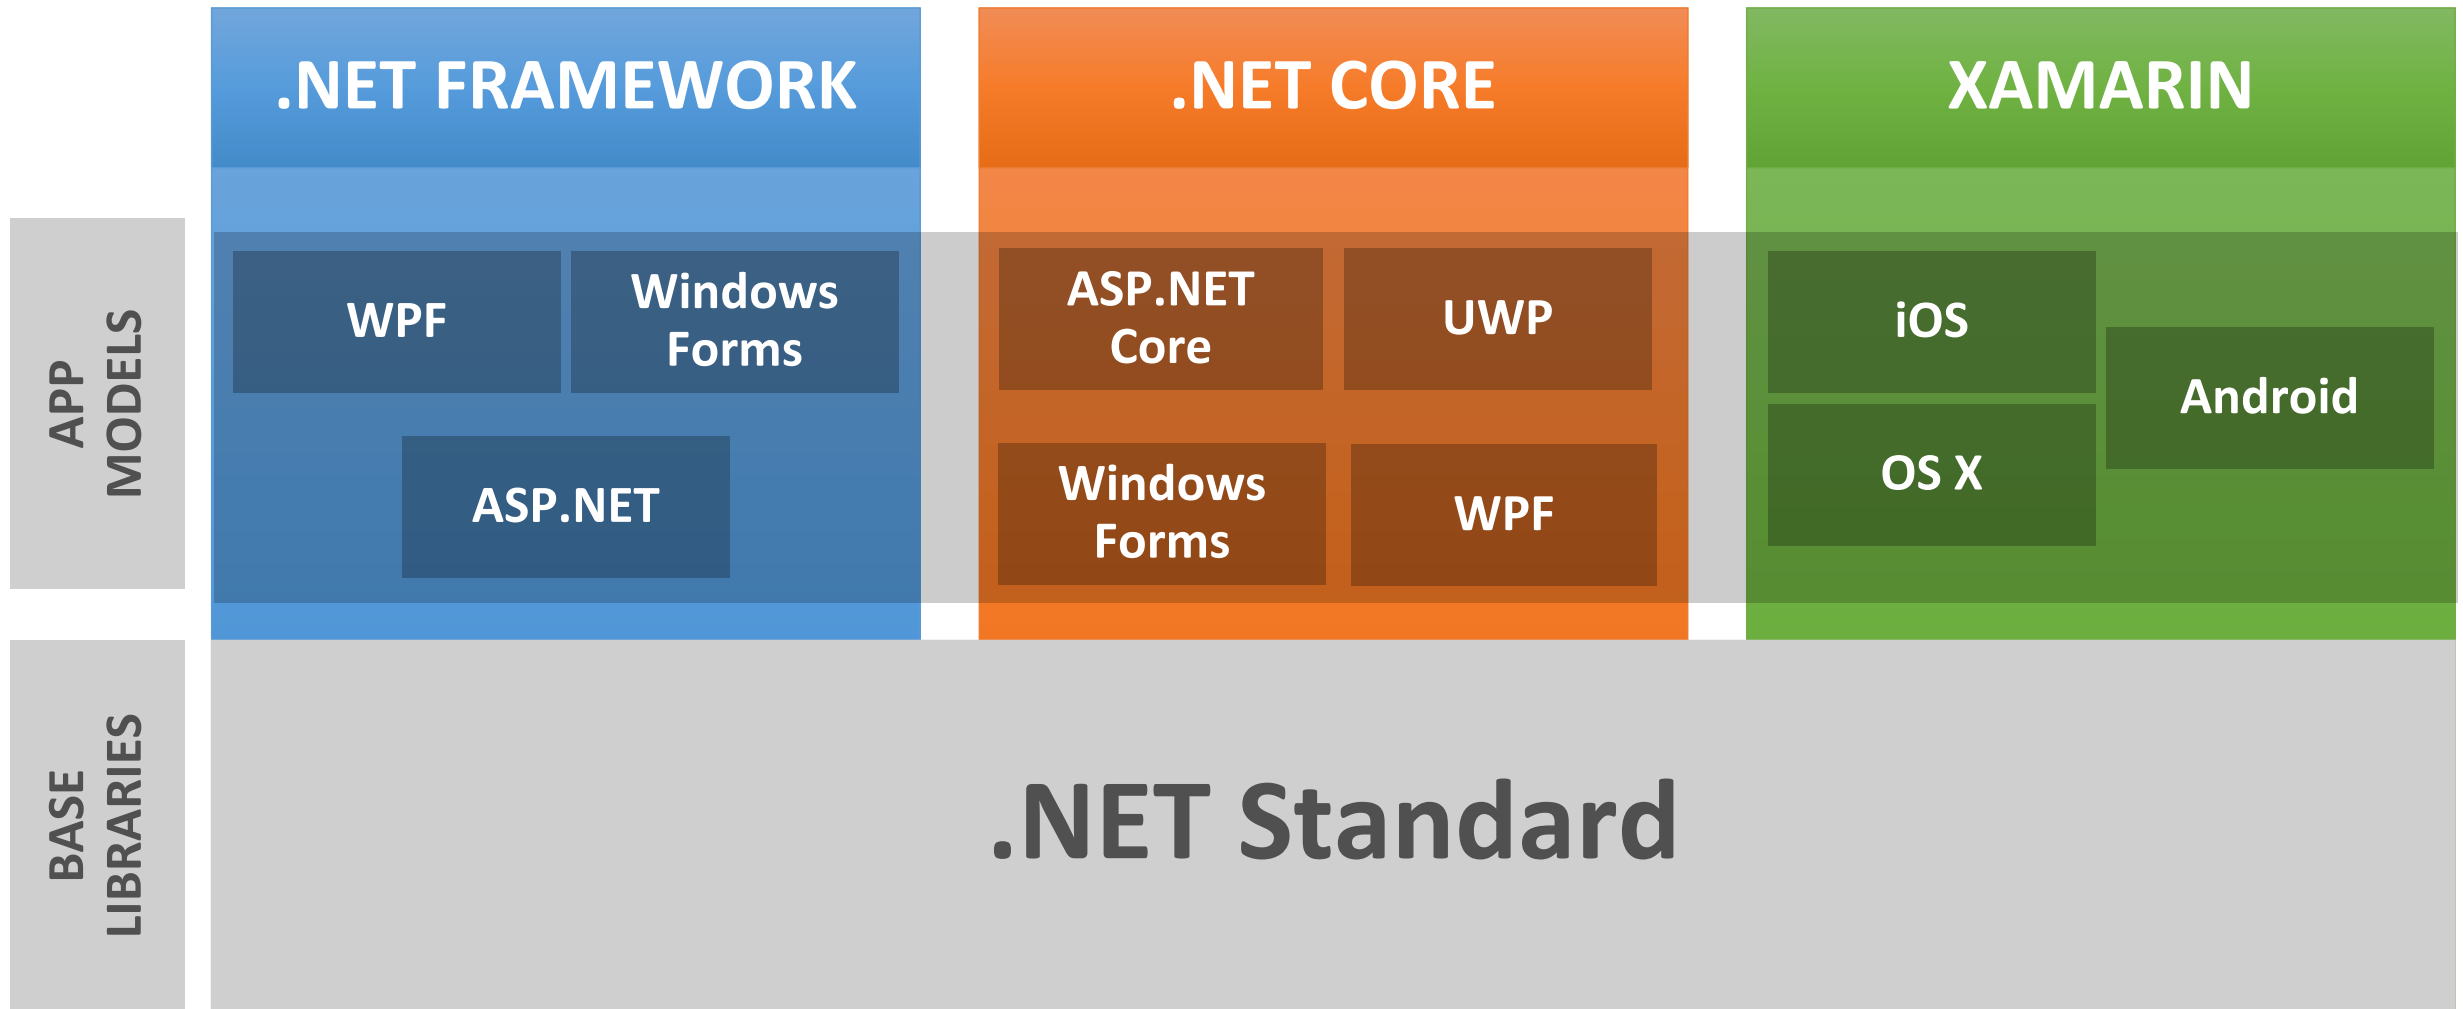 .NET FRAMEWORK
.NET CORE
XAMARIN
APP
MODELS
WPF
Windows
Forms
ASP.NET
ASP.NET
Core
UWP
Windows
Forms
WPF
iOS
Android
OS X
BASE
LIBRARIES
.NET Standard